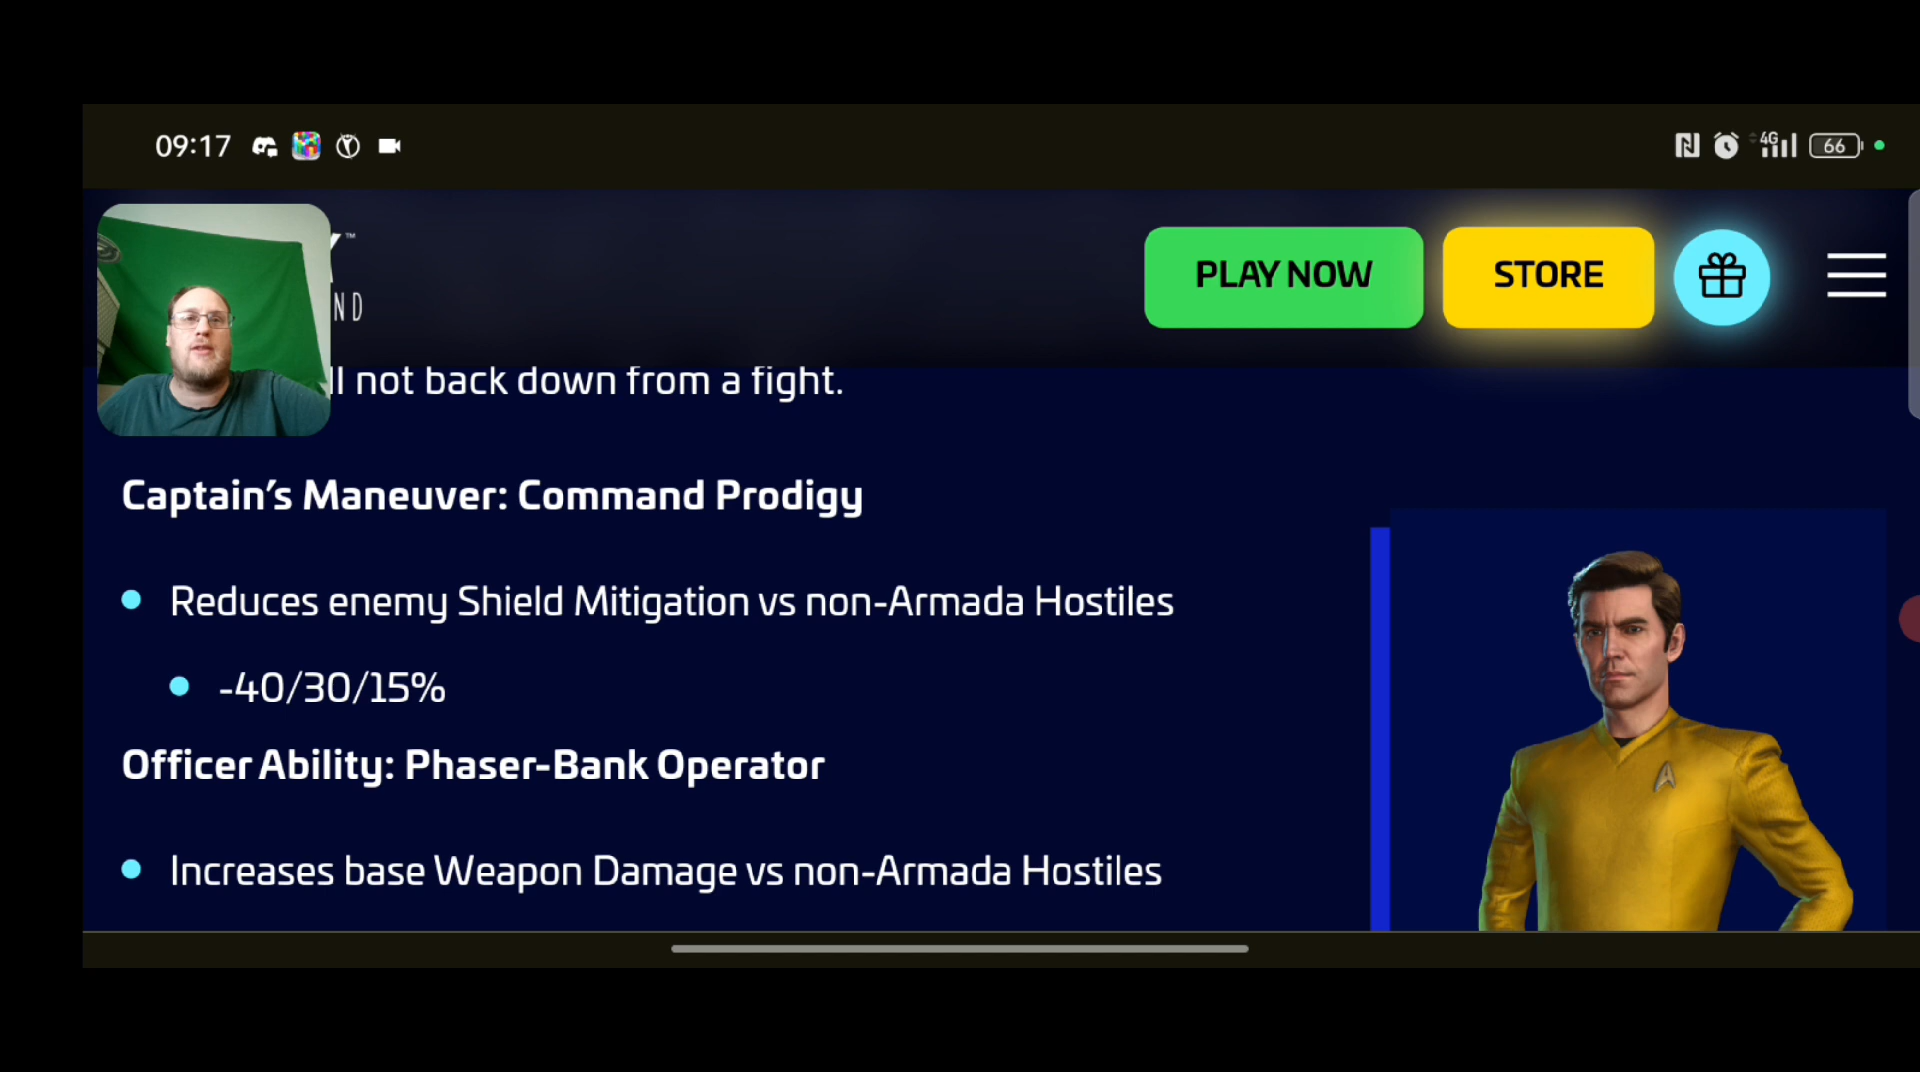 09:17
4G
66
Y™
ND
PLAY NOW
STORE
ll not back down from a fight.
Captain’s Maneuver: Command Prodigy
Reduces enemy Shield Mitigation vs non-Armada Hostiles
-40/30/15%
Officer Ability: Phaser-Bank Operator
Increases base Weapon Damage vs non-Armada Hostiles